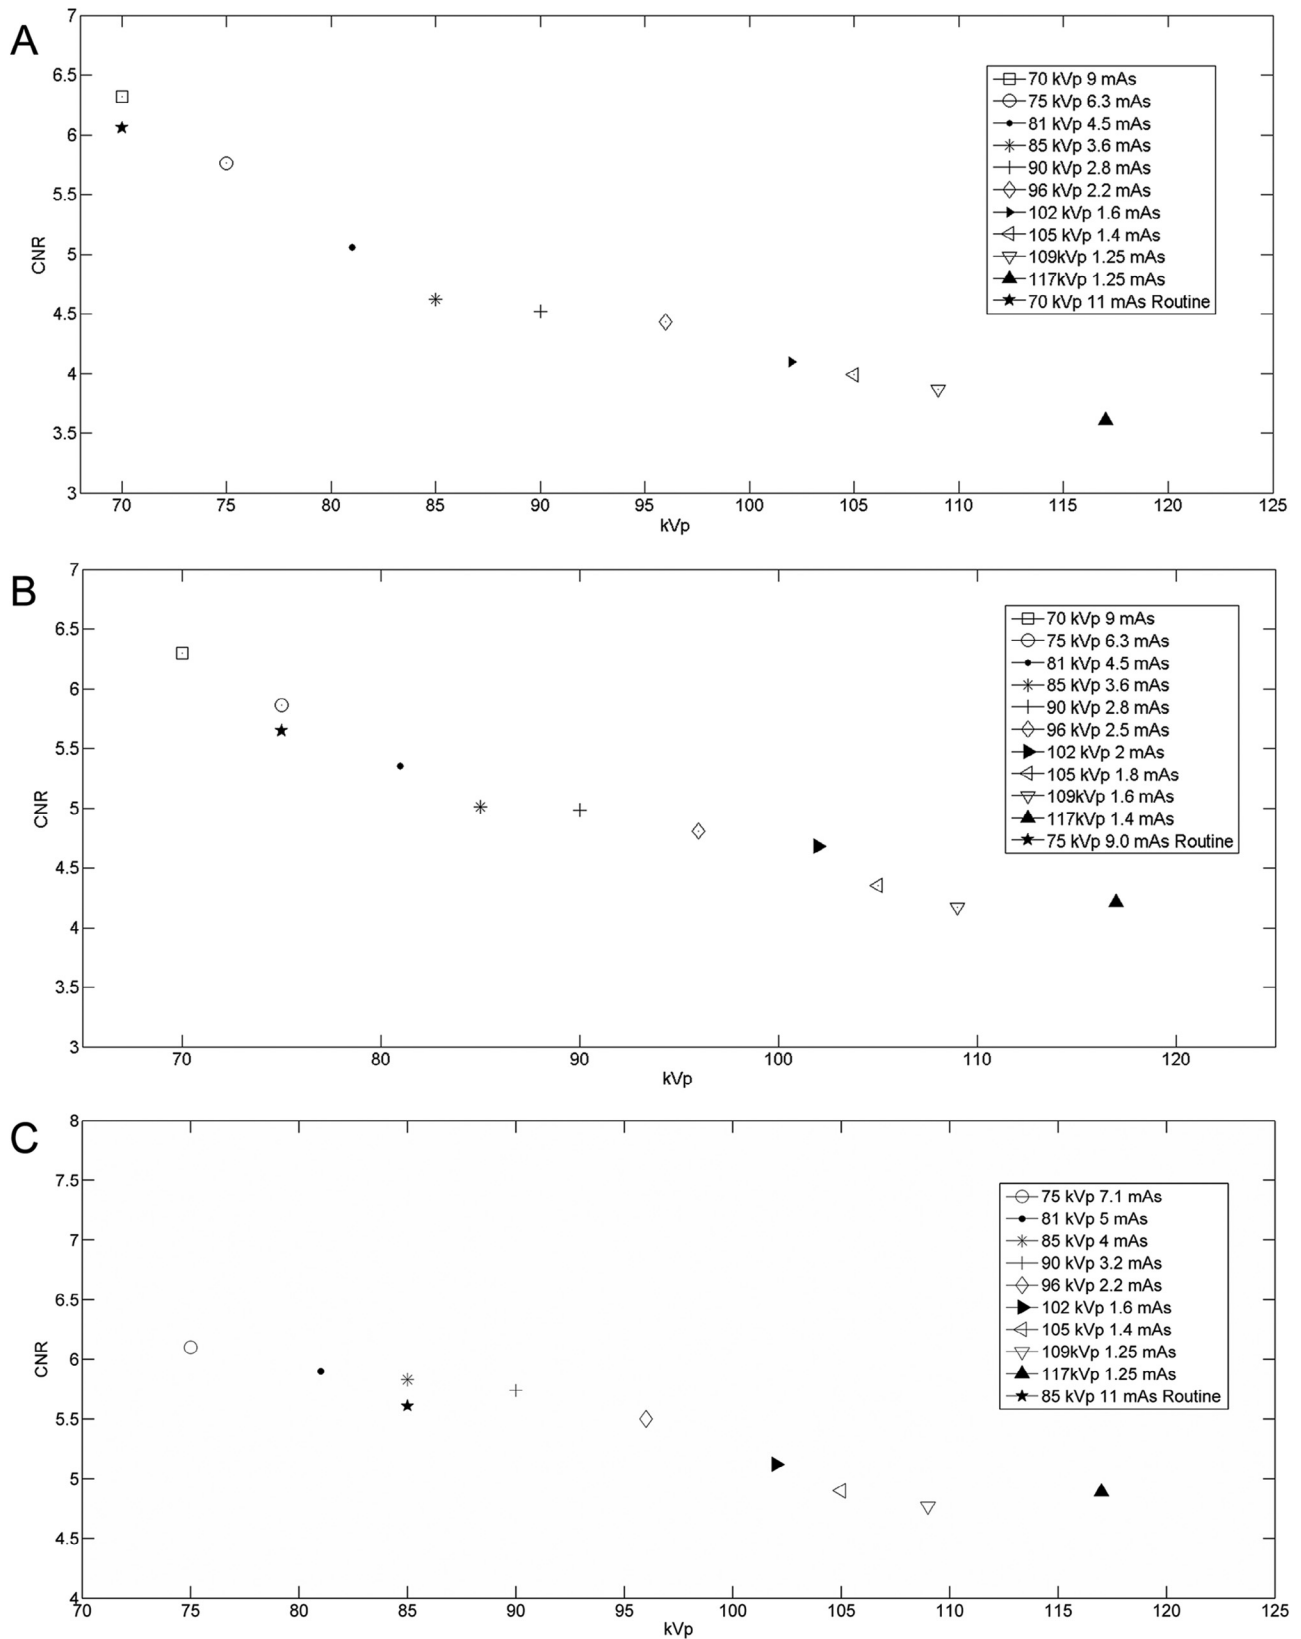 A
7
6.5
6
5.5
5
4.5
4
3.5
3
CNR
70 kVp 9 mAs
75 kVp 6.3 mAs
81 kVp 4.5 mAs
85 kVp 3.6 mAs
90 kVp 2.8 mAs
96 kVp 2.2 mAs
102 kVp 1.6 mAs
105 kVp 1.4 mAs
109kVp 1.25 mAs
117kVp 1.25 mAs
70 kVp 11 mAs Routine
70 75 80 85 90 95 100 105 110 115 120 125
kVp
B
7
6.5
6
5.5
5
4.5
4
3.5
3
CNR
70 kVp 9 mAs
75 kVp 6.3 mAs
81 kVp 4.5 mAs
85 kVp 3.6 mAs
90 kVp 2.8 mAs
96 kVp 2.5 mAs
102 kVp 2 mAs
105 kVp 1.8 mAs
109kVp 1.6 mAs
117kVp 1.4 mAs
75 kVp 9.0 mAs Routine
70 80 90 100 110 120
kVp
C
8
7.5
7
6.5
6
5.5
5
4.5
4
CNR
75 kVp 7.1 mAs
81 kVp 5 mAs
85 kVp 4 mAs
90 kVp 3.2 mAs
96 kVp 2.2 mAs
102 kVp 1.6 mAs
105 kVp 1.4 mAs
109kVp 1.25 mAs
117kVp 1.25 mAs
85 kVp 11 mAs Routine
70 75 80 85 90 95 100 105 110 115 120 125
kVp